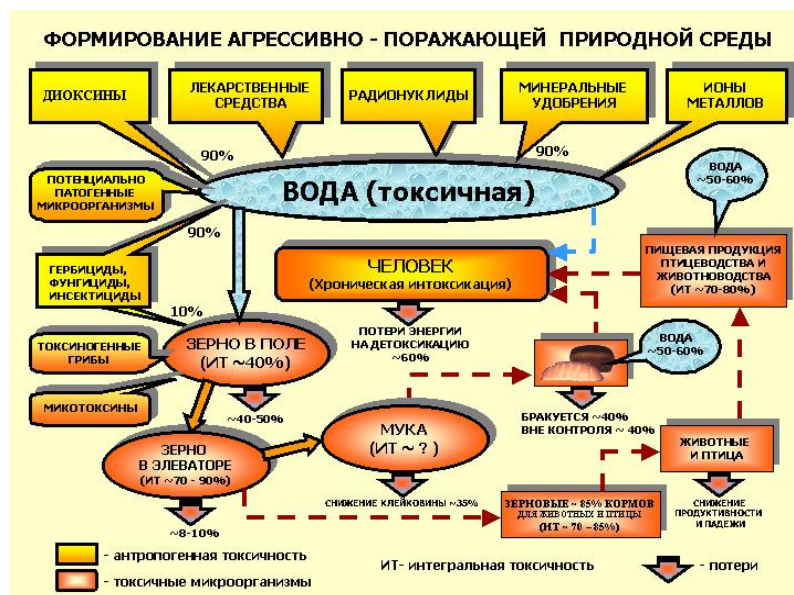 ФОРМИРОВАНИЕ АГРЕССИВНО - ПОРАЖАЮЩЕЙ ПРИРОДНОЙ СРЕДЫ
ДИОКСИНЫ
ЛЕКАРСТВЕННЫЕ
СРЕДСТВА
РАДИОНУКЛИДЫ
МИНЕРАЛЬНЫЕ
УДОБРЕНИЯ
ИОНЫ
МЕТАЛЛОВ
90%
90%
ПОТЕНЦИАЛЬНО
ПАТОГЕННЫЕ
МИКРООРГАНИЗМЫ
ВОДА (токсичная)
ВОДА
~50-60%
90%
ГЕРБИЦИДЫ,
ФУНГИЦИДЫ,
ИНСЕКТИЦИДЫ
ЧЕЛОВЕК
(Хроническая интоксикация)
ПИЩЕВАЯ ПРОДУКЦИЯ
ПТИЦЕВОДСТВА И
ЖИВОТНОВОДСТВА
(ИТ ~70-80%)
10%
ТОКСИНОГЕННЫЕ
ГРИБЫ
ЗЕРНО В ПОЛЕ
(ИТ ~40%)
ПОТЕРИ ЭНЕРГИИ
НА ДЕТОКСИКАЦИЮ
~60%
ВОДА
~50-60%
МИКОТОКСИНЫ
~40-50%
МУКА
(ИТ ~ ? )
БРАКУЕТСЯ ~40%
ВНЕ КОНТРОЛЯ ~ 40%
ЗЕРНО
В ЭЛЕВАТОРЕ
(ИТ ~70 - 90%)
ЖИВОТНЫЕ
И ПТИЦА
СНИЖЕНИЕ КЛЕЙКОВИНЫ ~35%
ЗЕРНОВЫЕ ~ 85% КОРМОВ
ДЛЯ ЖИВОТНЫХ И ПТИЦЫ
(ИТ ~ 70 – 85%)
СНИЖЕНИЕ
ПРОДУКТИВНОСТИ
И ПАДЕЖИ
~8-10%
- антропогенная токсичность
- токсичные микроорганизмы
ИТ- интегральная токсичность
- потери